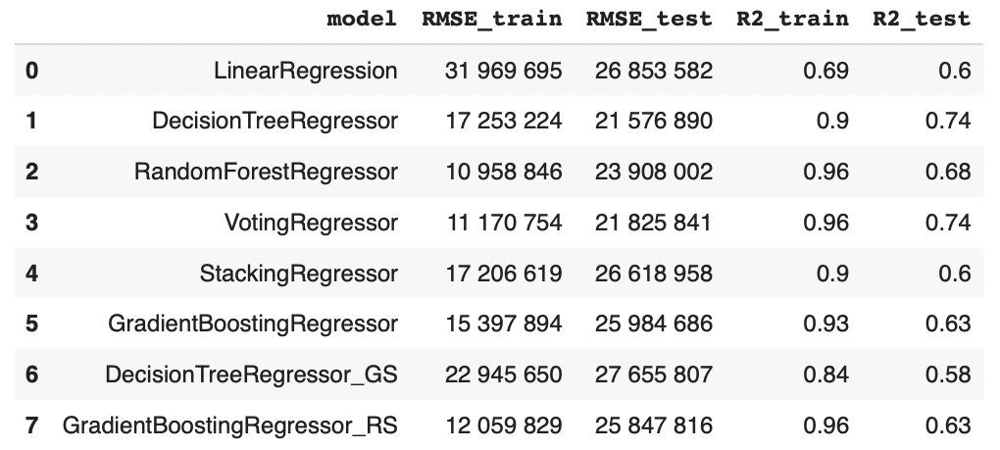 model RMSE_train RMSE_test R2_train R2_test
0 LinearRegression 31 969 695 26 853 582 0.69 0.6
1 DecisionTreeRegressor 17 253 224 21 576 890 0.9 0.74
2 RandomForestRegressor 10 958 846 23 908 002 0.96 0.68
3 VotingRegressor 11 170 754 21 825 841 0.96 0.74
4 StackingRegressor 17 206 619 26 618 958 0.9 0.6
5 GradientBoostingRegressor 15 397 894 25 984 686 0.93 0.63
6 DecisionTreeRegressor_GS 22 945 650 27 655 807 0.84 0.58
7 GradientBoostingRegressor_RS 12 059 829 25 847 816 0.96 0.63